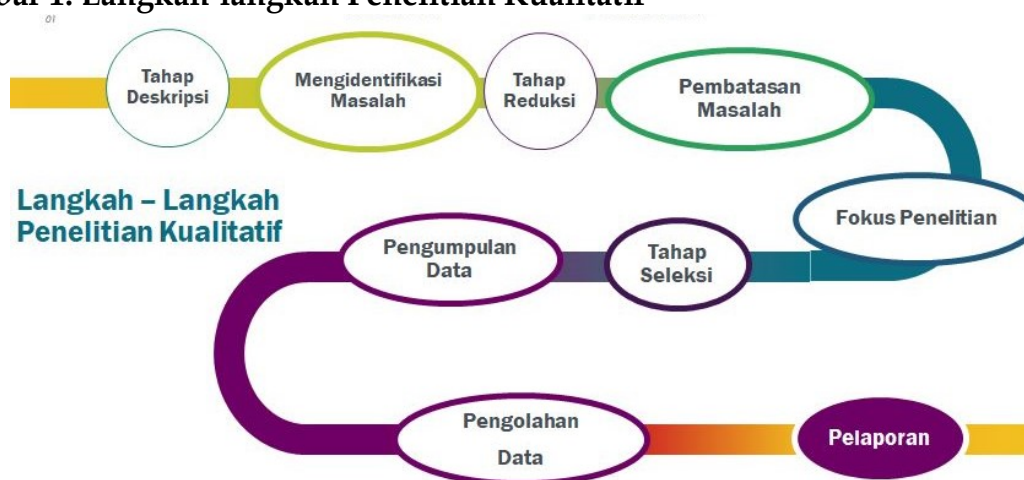 01
Tahap
Deskripsi
Mengidentifikasi
Masalah
Tahap
Reduksi
Pembatasan
Masalah
Langkah – Langkah
Penelitian Kualitatif
Fokus Penelitian
Tahap
Seleksi
Pengumpulan
Data
Pengolahan
Data
Pelaporan